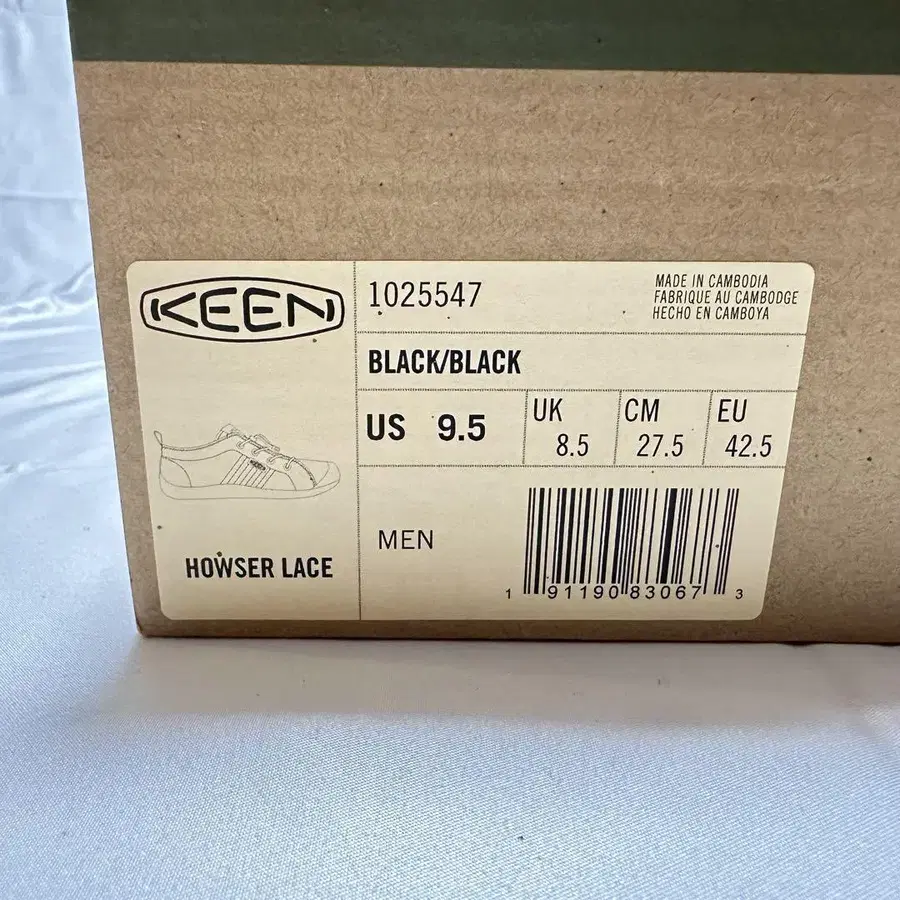 KEEN
1025547
MADE IN CAMBODIA
FABRIQUE AU CAMBODGE
HECHO EN CAMBOYA
BLACK/BLACK
US 9.5
UK 8.5
CM 27.5
EU 42.5
HOWSER LACE
MEN
1 91190 83067 3